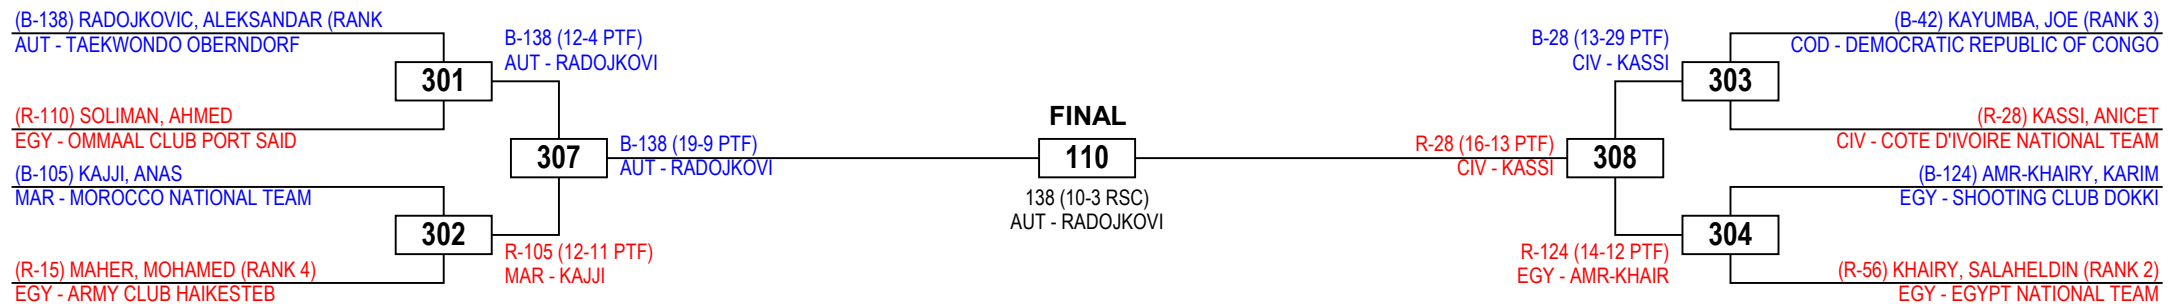 (B-138) RADOJKOVIC, ALEKSANDAR (RANK
AUT - TAEKWONDO OBERNDORF
301
(R-110) SOLIMAN, AHMED
EGY - OMMAAL CLUB PORT SAID
(B-105) KAJJI, ANAS
MAR - MOROCCO NATIONAL TEAM
302
(R-15) MAHER, MOHAMED (RANK 4)
EGY - ARMY CLUB HAIKESTEB
B-138 (12-4 PTF)
AUT - RADOJKOVI
307
R-105 (12-11 PTF)
MAR - KAJJI
B-138 (19-9 PTF)
AUT - RADOJKOVI
FINAL
110
138 (10-3 RSC)
AUT - RADOJKOVI
R-28 (16-13 PTF)
CIV - KASSI
B-28 (13-29 PTF)
CIV - KASSI
308
R-124 (14-12 PTF)
EGY - AMR-KHAIR
(B-42) KAYUMBA, JOE (RANK 3)
COD - DEMOCRATIC REPUBLIC OF CONGO
303
(R-28) KASSI, ANICET
CIV - COTE D'IVOIRE NATIONAL TEAM
(B-124) AMR-KHAIRY, KARIM
EGY - SHOOTING CLUB DOKKI
304
(R-56) KHAIRY, SALAHELDIN (RANK 2)
EGY - EGYPT NATIONAL TEAM